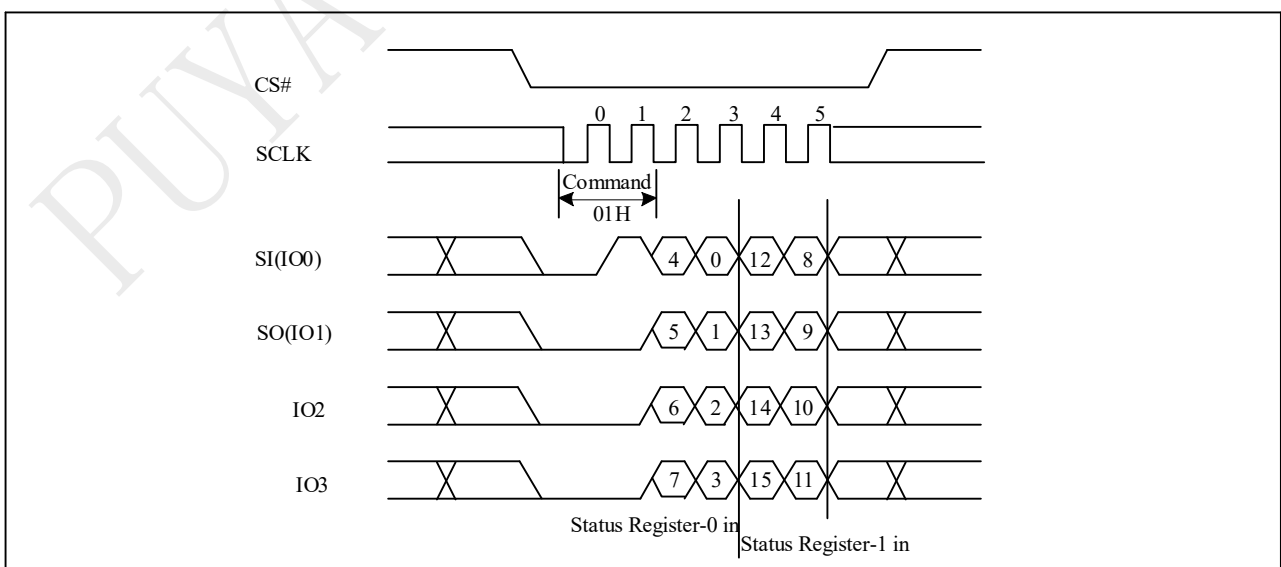 PUYA
CS#
0 1 2 3 4 5
SCLK
Command
01H
SI(IO0) 4 0 12 8
SO(IO1) 5 1 13 9
IO2 6 2 14 10
IO3 7 3 15 11
Status Register-0 in
Status Register-1 in